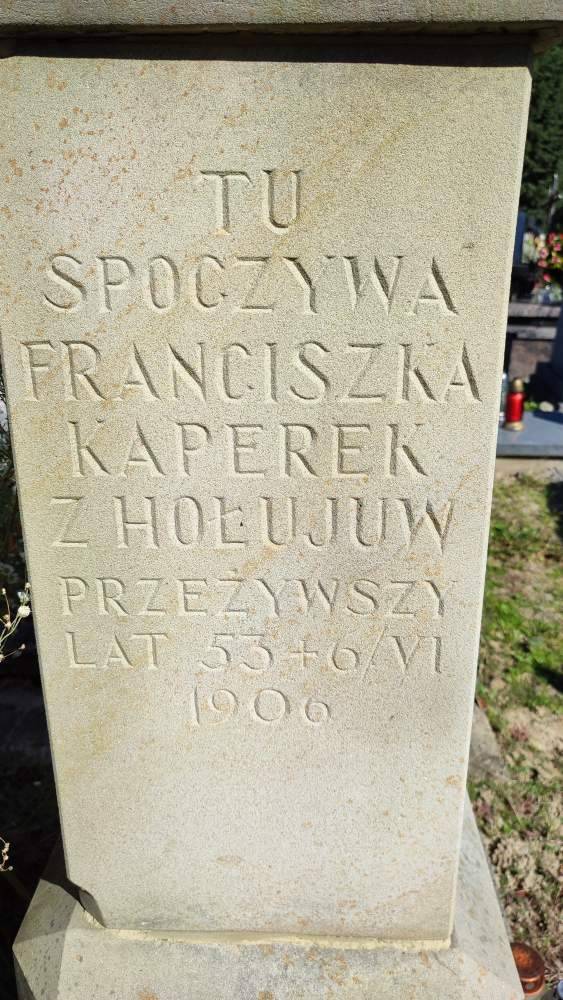 TU
SPOCZYWA
FRANCISZKA
KAPEREK
Z HOŁUJUW
PRZEŻYWSZY
LAT 53 + 6/VI
1906